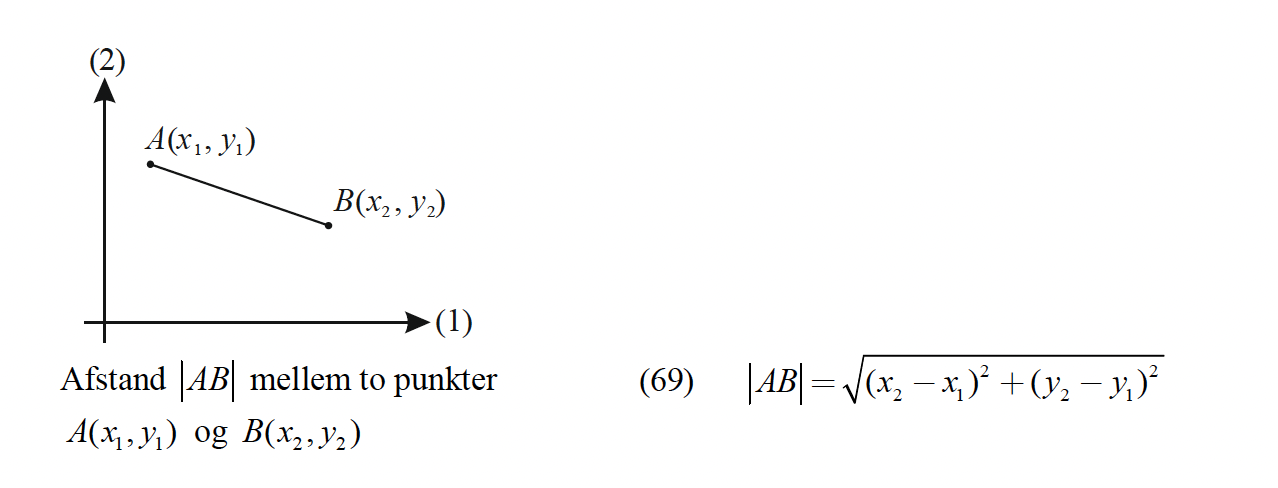 (2)
A(x₁, y₁)
B(x₂, y₂)
(1)
Afstand |AB| mellem to punkter
A(x₁, y₁) og B(x₂, y₂)
(69) |AB| = √((x₂ − x₁)² + (y₂ − y₁)²)